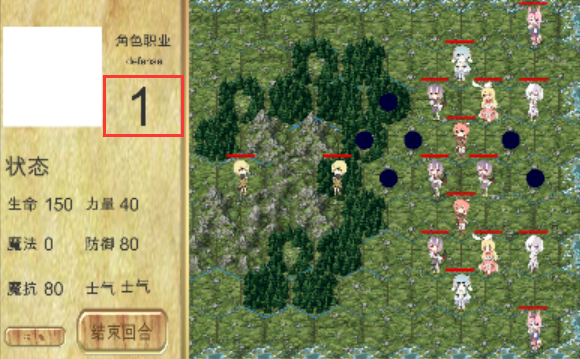 角色职业
defense
1
状态
生命 150 力量 40
魔法 0 防御 80
魔抗 80 士气 士气
结束回合